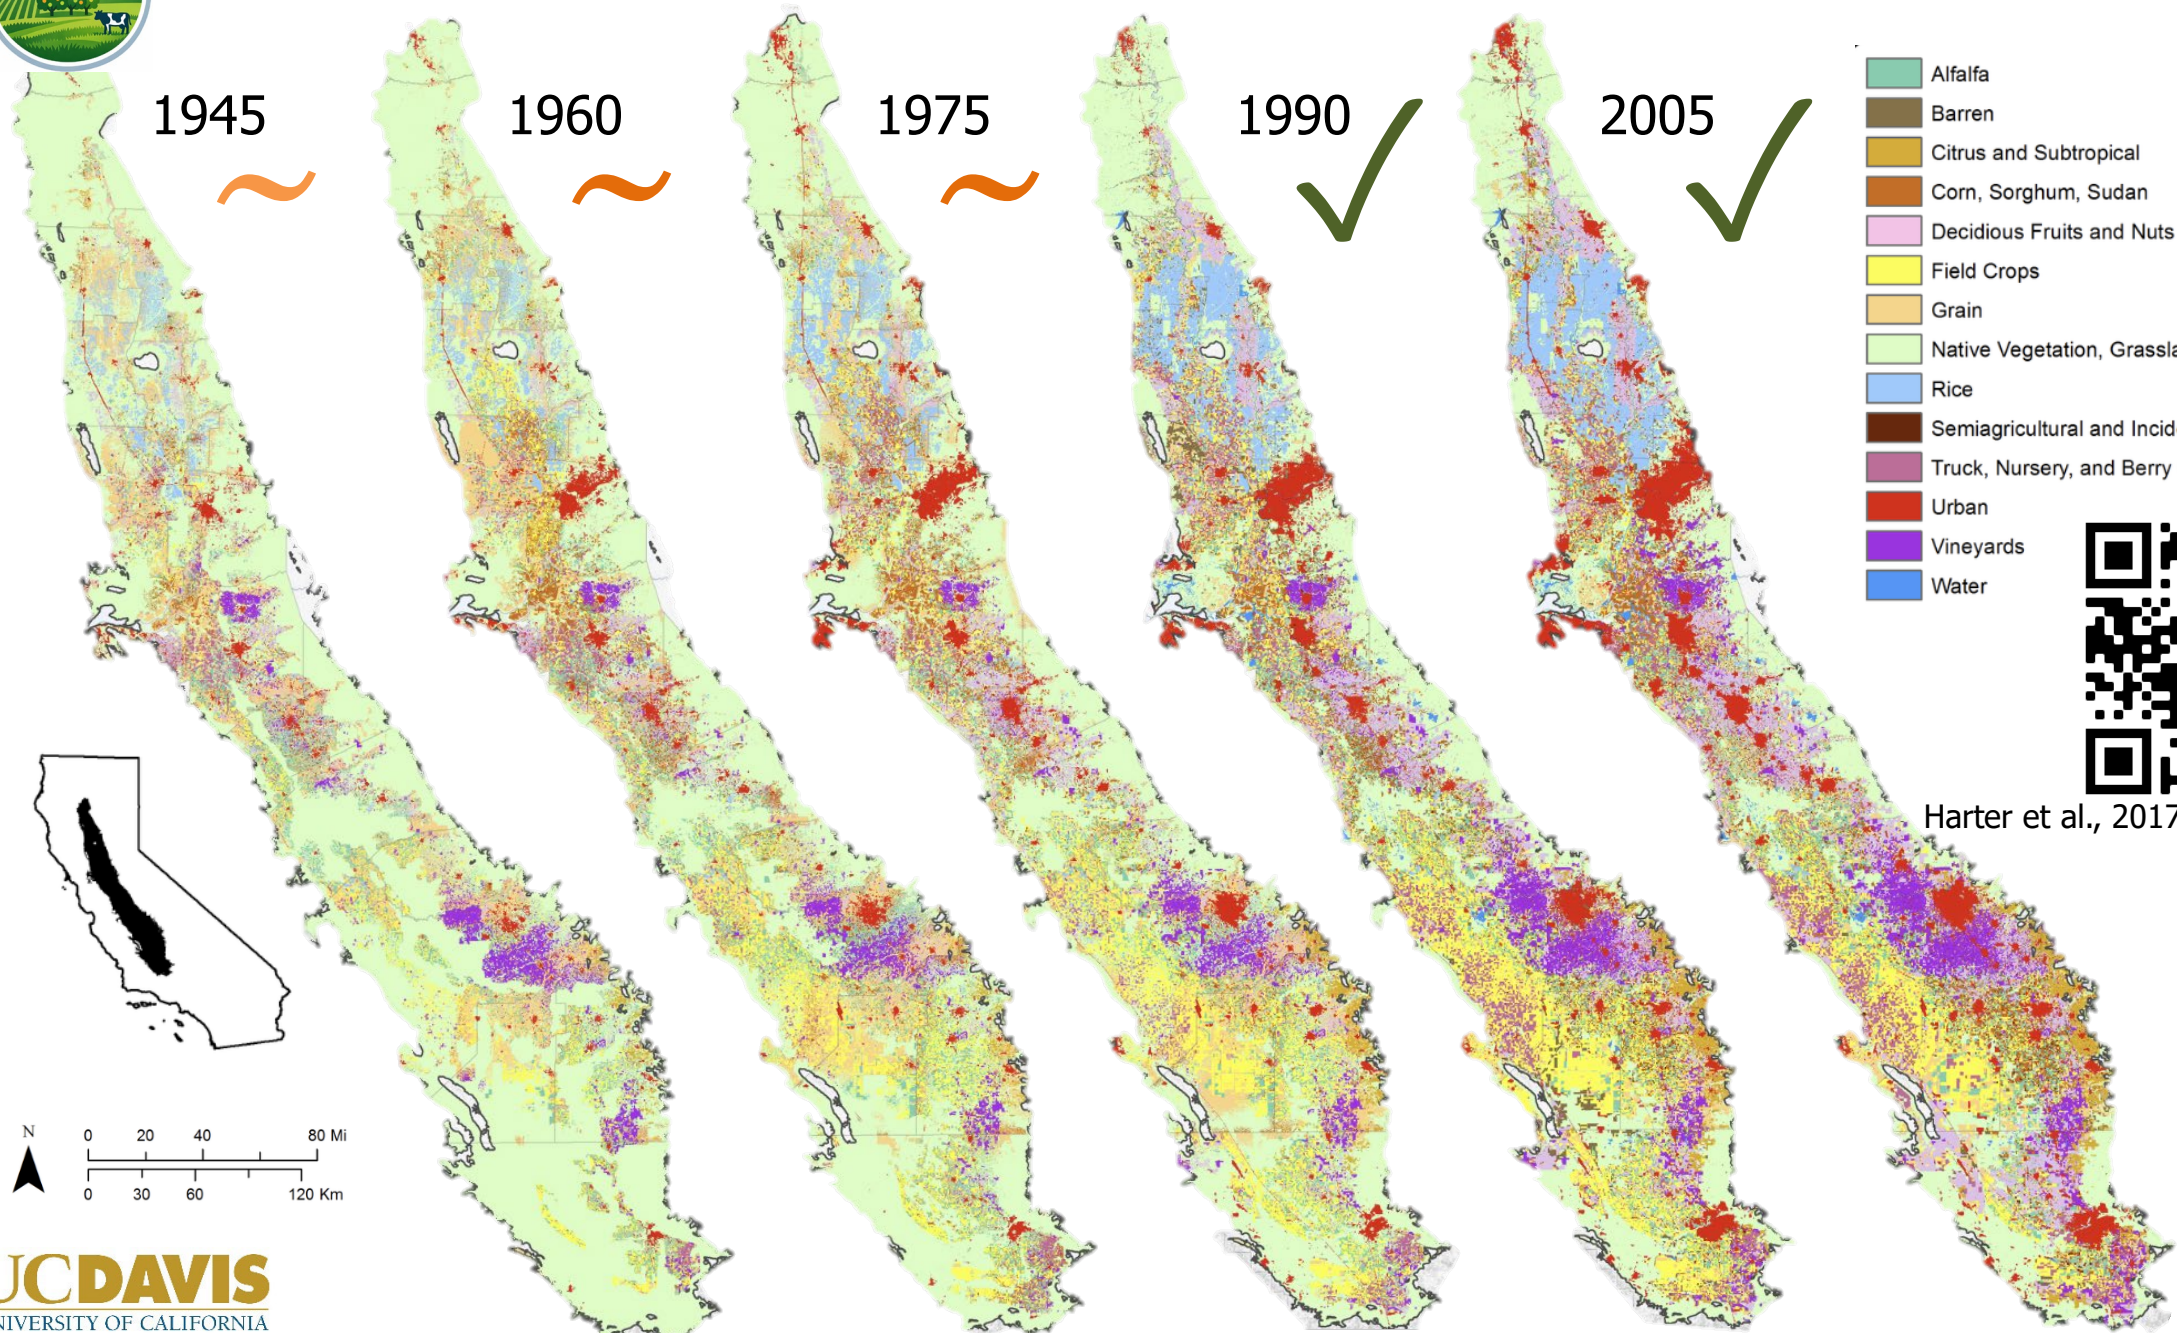 1945
1960
1975
1990
2005
Alfalfa
Barren
Citrus and Subtropical
Corn, Sorghum, Sudan
Decidious Fruits and Nuts
Field Crops
Grain
Native Vegetation, Grassla
Rice
Semiagricultural and Incid
Truck, Nursery, and Berry
Urban
Vineyards
Water
Harter et al., 2017
N
0 20 40 80 Mi
0 30 60 120 Km
UCDAVIS
UNIVERSITY OF CALIFORNIA